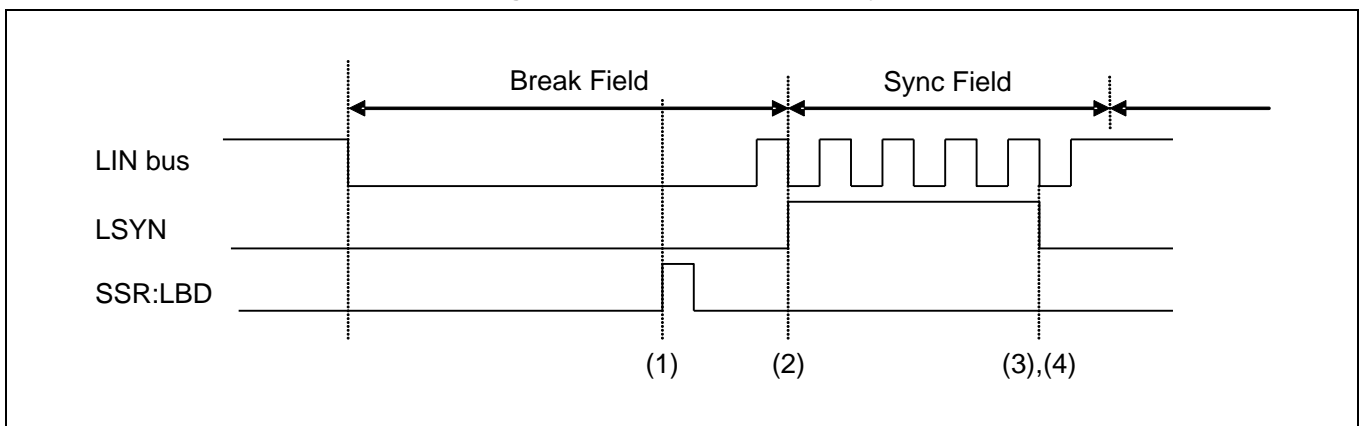 Break Field Sync Field
LIN bus
LSYN
SSR:LBD
(1) (2) (3),(4)